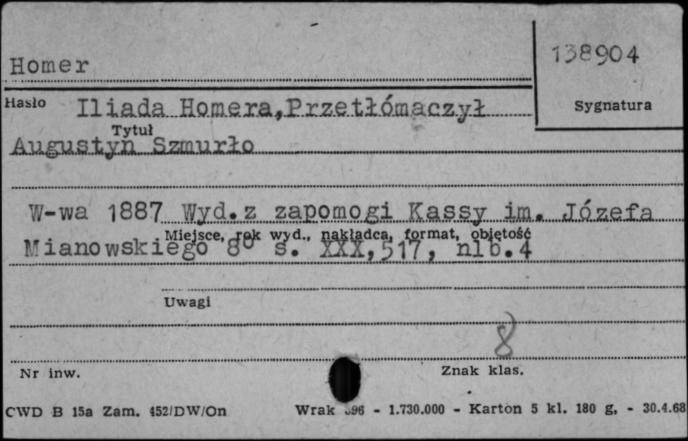 Homer
138904
Hasło
Sygnatura
Iliada Homera,Przetłómaczył
Tytuł
Augustyn Szmurło
W-wa 1887 Wyd.z zapomogi Kassy im. Józefa
Miejsce, rok wyd., nakładca, format, objętość
Mianowskiego 8° s. XXX,517, nlb.4
Uwagi
8
Nr inw.
Znak klas.
CWD B 15a Zam. 452/DW/On
Wrak - 1.730.000 - Karton 5 kl. 180 g. - 30.4.68